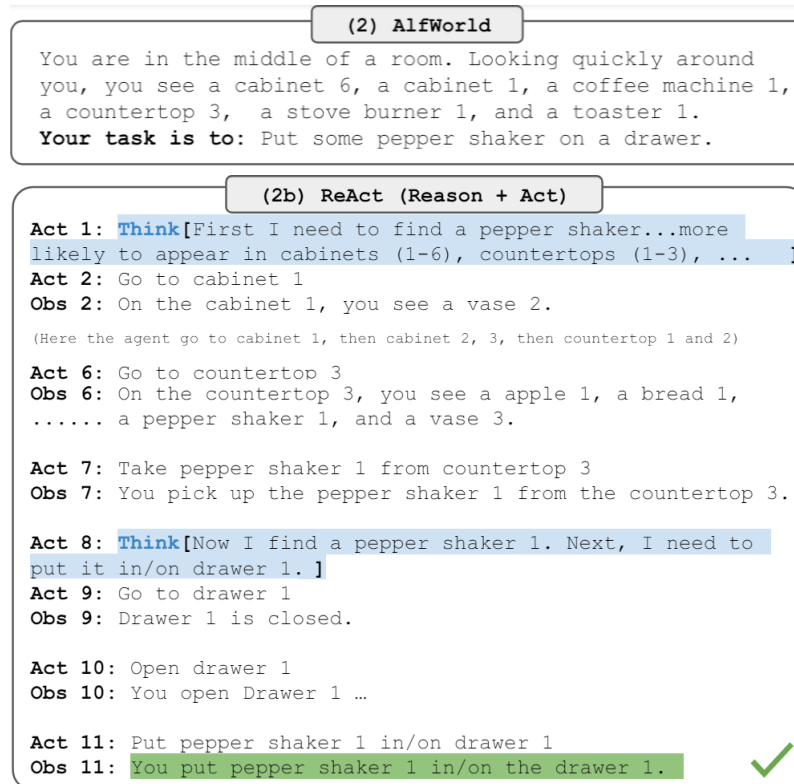 (2) AlfWorld
You are in the middle of a room. Looking quickly around
you, you see a cabinet 6, a cabinet 1, a coffee machine 1,
a countertop 3, a stove burner 1, and a toaster 1.
Your task is to: Put some pepper shaker on a drawer.
(2b) ReAct (Reason + Act)
Act 1: Think[First I need to find a pepper shaker...more
likely to appear in cabinets (1-6), countertops (1-3), ... ]
Act 2: Go to cabinet 1
Obs 2: On the cabinet 1, you see a vase 2.
(Here the agent go to cabinet 1, then cabinet 2, 3, then countertop 1 and 2)
Act 6: Go to countertop 3
Obs 6: On the countertop 3, you see a apple 1, a bread 1,
...... a pepper shaker 1, and a vase 3.
Act 7: Take pepper shaker 1 from countertop 3
Obs 7: You pick up the pepper shaker 1 from the countertop 3.
Act 8: Think[Now I find a pepper shaker 1. Next, I need to
put it in/on drawer 1. ]
Act 9: Go to drawer 1
Obs 9: Drawer 1 is closed.
Act 10: Open drawer 1
Obs 10: You open Drawer 1 …
Act 11: Put pepper shaker 1 in/on drawer 1
Obs 11: You put pepper shaker 1 in/on the drawer 1.